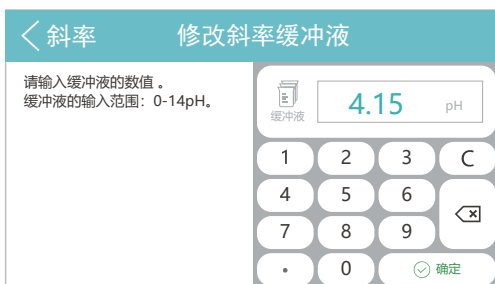 斜率 修改斜率缓冲液
请输入缓冲液的数值 。
缓冲液的输入范围：0-14pH。
缓冲液 4.15 pH
1 2 3 C
4 5 6
7 8 9
. 0 确定